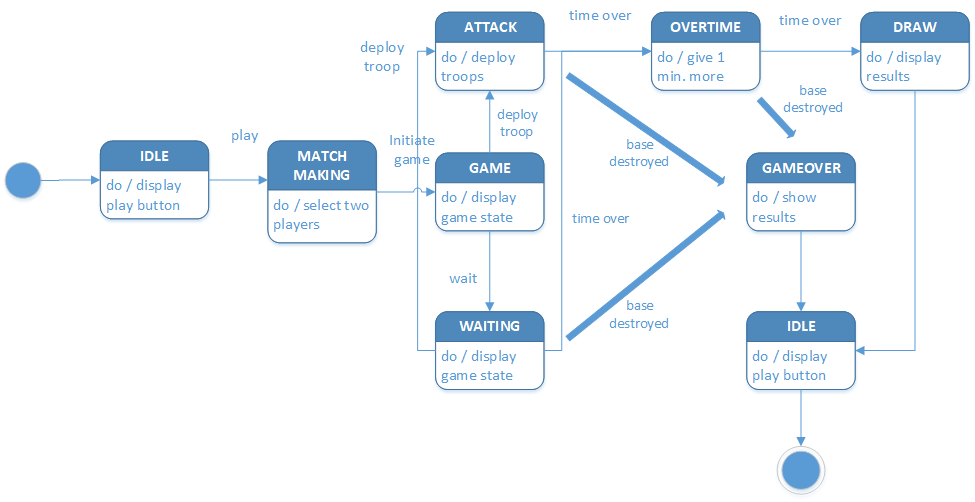 ATTACK
do / deploy
troops
time over
OVERTIME
do / give 1
min. more
time over
DRAW
do / display
results
deploy
troop
base
destroyed
deploy
troop
play
IDLE
do / display
play button
MATCH
MAKING
do / select two
players
Initiate
game
GAME
do / display
game state
base
destroyed
GAMEOVER
do / show
results
time over
wait
WAITING
do / display
game state
base
destroyed
IDLE
do / display
play button